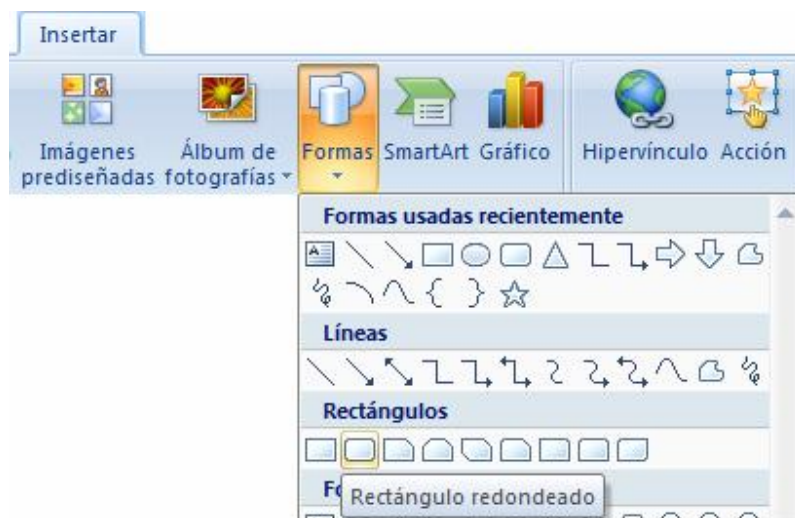 Insertar
Imágenes prediseñadas
Álbum de fotografías
Formas
SmartArt
Gráfico
Hipervínculo
Acción
Formas usadas recientemente
Líneas
Rectángulos
Rectángulo redondeado